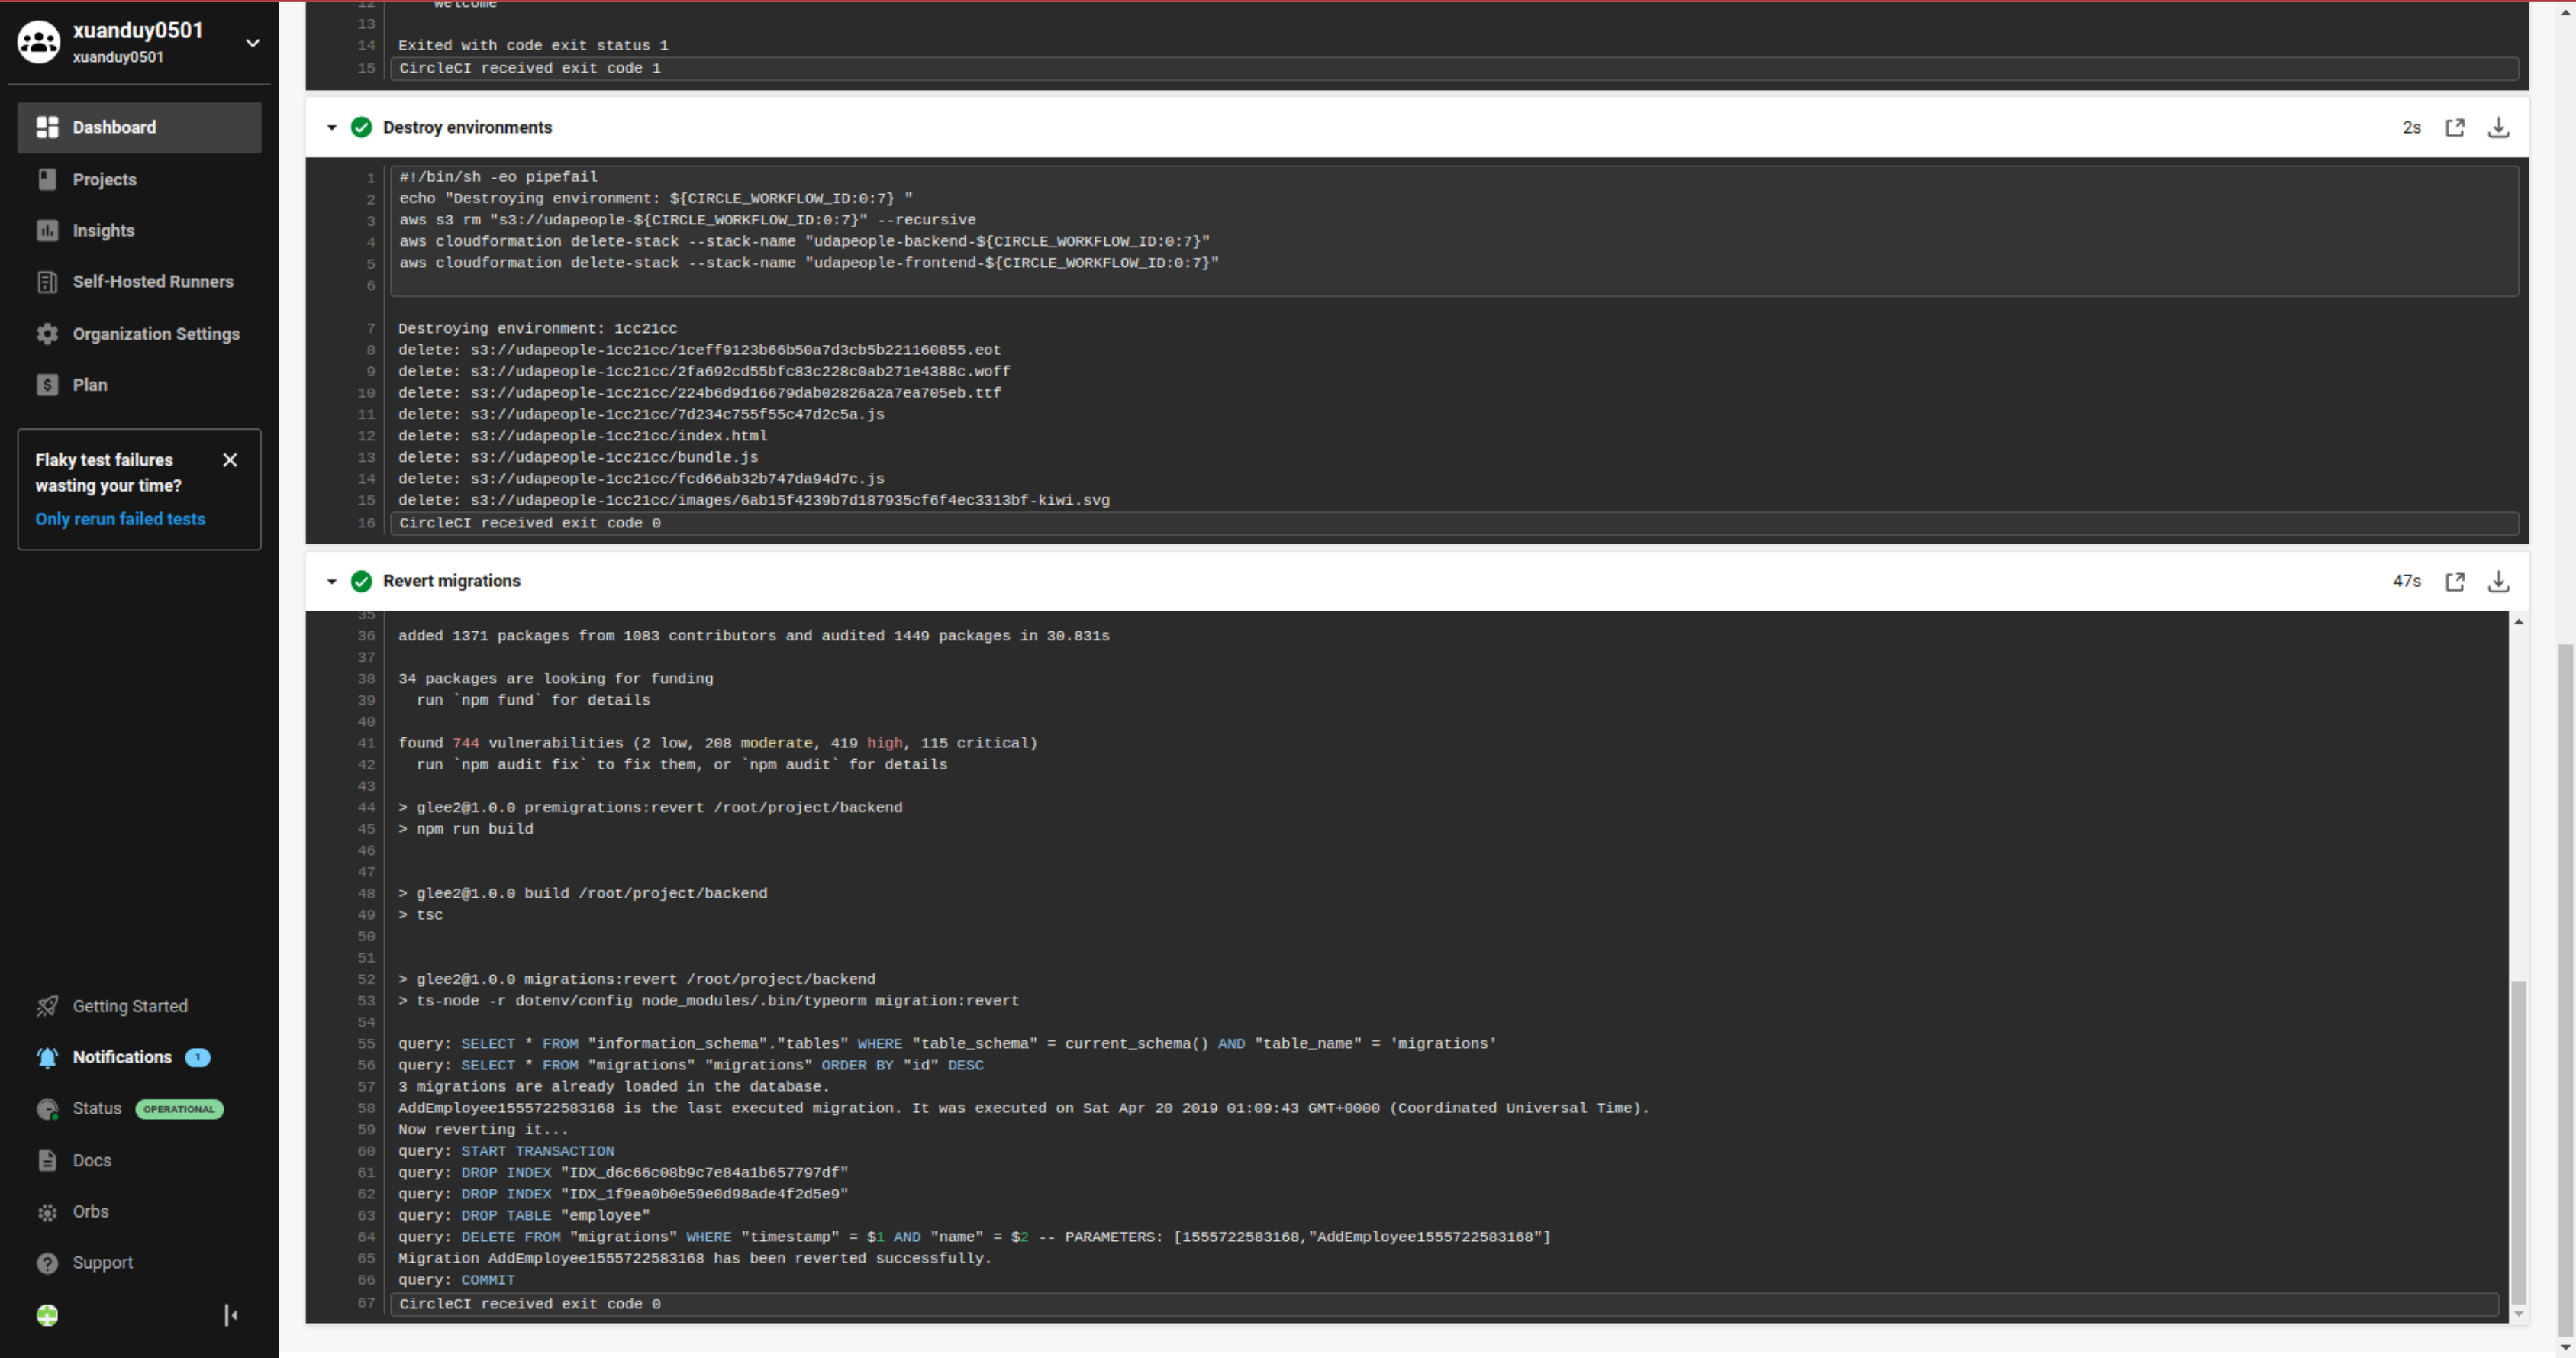 xuanduy0501
xuanduy0501
Dashboard
Projects
Insights
Self-Hosted Runners
Organization Settings
Plan
Flaky test failures
wasting your time?
Only rerun failed tests
Getting Started
Notifications 1
Status OPERATIONAL
Docs
Orbs
Support
12 welcome
13
14 Exited with code exit status 1
15 CircleCI received exit code 1
Destroy environments 2s
1 #!/bin/sh -eo pipefail
2 echo "Destroying environment: ${CIRCLE_WORKFLOW_ID:0:7} "
3 aws s3 rm "s3://udapeople-${CIRCLE_WORKFLOW_ID:0:7}" --recursive
4 aws cloudformation delete-stack --stack-name "udapeople-backend-${CIRCLE_WORKFLOW_ID:0:7}"
5 aws cloudformation delete-stack --stack-name "udapeople-frontend-${CIRCLE_WORKFLOW_ID:0:7}"
6
7 Destroying environment: 1cc21cc
8 delete: s3://udapeople-1cc21cc/1ceff9123b66b50a7d3cb5b221160855.eot
9 delete: s3://udapeople-1cc21cc/2fa692cd55bfc83c228c0ab271e4388c.woff
10 delete: s3://udapeople-1cc21cc/224b6d9d16679dab02826a2a7ea705eb.ttf
11 delete: s3://udapeople-1cc21cc/7d234c755f55c47d2c5a.js
12 delete: s3://udapeople-1cc21cc/index.html
13 delete: s3://udapeople-1cc21cc/bundle.js
14 delete: s3://udapeople-1cc21cc/fcd66ab32b747da94d7c.js
15 delete: s3://udapeople-1cc21cc/images/6ab15f4239b7d187935cf6f4ec3313bf-kiwi.svg
16 CircleCI received exit code 0
Revert migrations 47s
35
36 added 1371 packages from 1083 contributors and audited 1449 packages in 30.831s
37
38 34 packages are looking for funding
39 run `npm fund` for details
40
41 found 744 vulnerabilities (2 low, 208 moderate, 419 high, 115 critical)
42 run `npm audit fix` to fix them, or `npm audit` for details
43
44 > glee2@1.0.0 premigrations:revert /root/project/backend
45 > npm run build
46
47
48 > glee2@1.0.0 build /root/project/backend
49 > tsc
50
51
52 > glee2@1.0.0 migrations:revert /root/project/backend
53 > ts-node -r dotenv/config node_modules/.bin/typeorm migration:revert
54
55 query: SELECT * FROM "information_schema"."tables" WHERE "table_schema" = current_schema() AND "table_name" = 'migrations'
56 query: SELECT * FROM "migrations" "migrations" ORDER BY "id" DESC
57 3 migrations are already loaded in the database.
58 AddEmployee1555722583168 is the last executed migration. It was executed on Sat Apr 20 2019 01:09:43 GMT+0000 (Coordinated Universal Time).
59 Now reverting it...
60 query: START TRANSACTION
61 query: DROP INDEX "IDX_d6c66c08b9c7e84a1b657797df"
62 query: DROP INDEX "IDX_1f9ea0b0e59e0d98ade4f2d5e9"
63 query: DROP TABLE "employee"
64 query: DELETE FROM "migrations" WHERE "timestamp" = $1 AND "name" = $2 -- PARAMETERS: [1555722583168,"AddEmployee1555722583168"]
65 Migration AddEmployee1555722583168 has been reverted successfully.
66 query: COMMIT
67 CircleCI received exit code 0